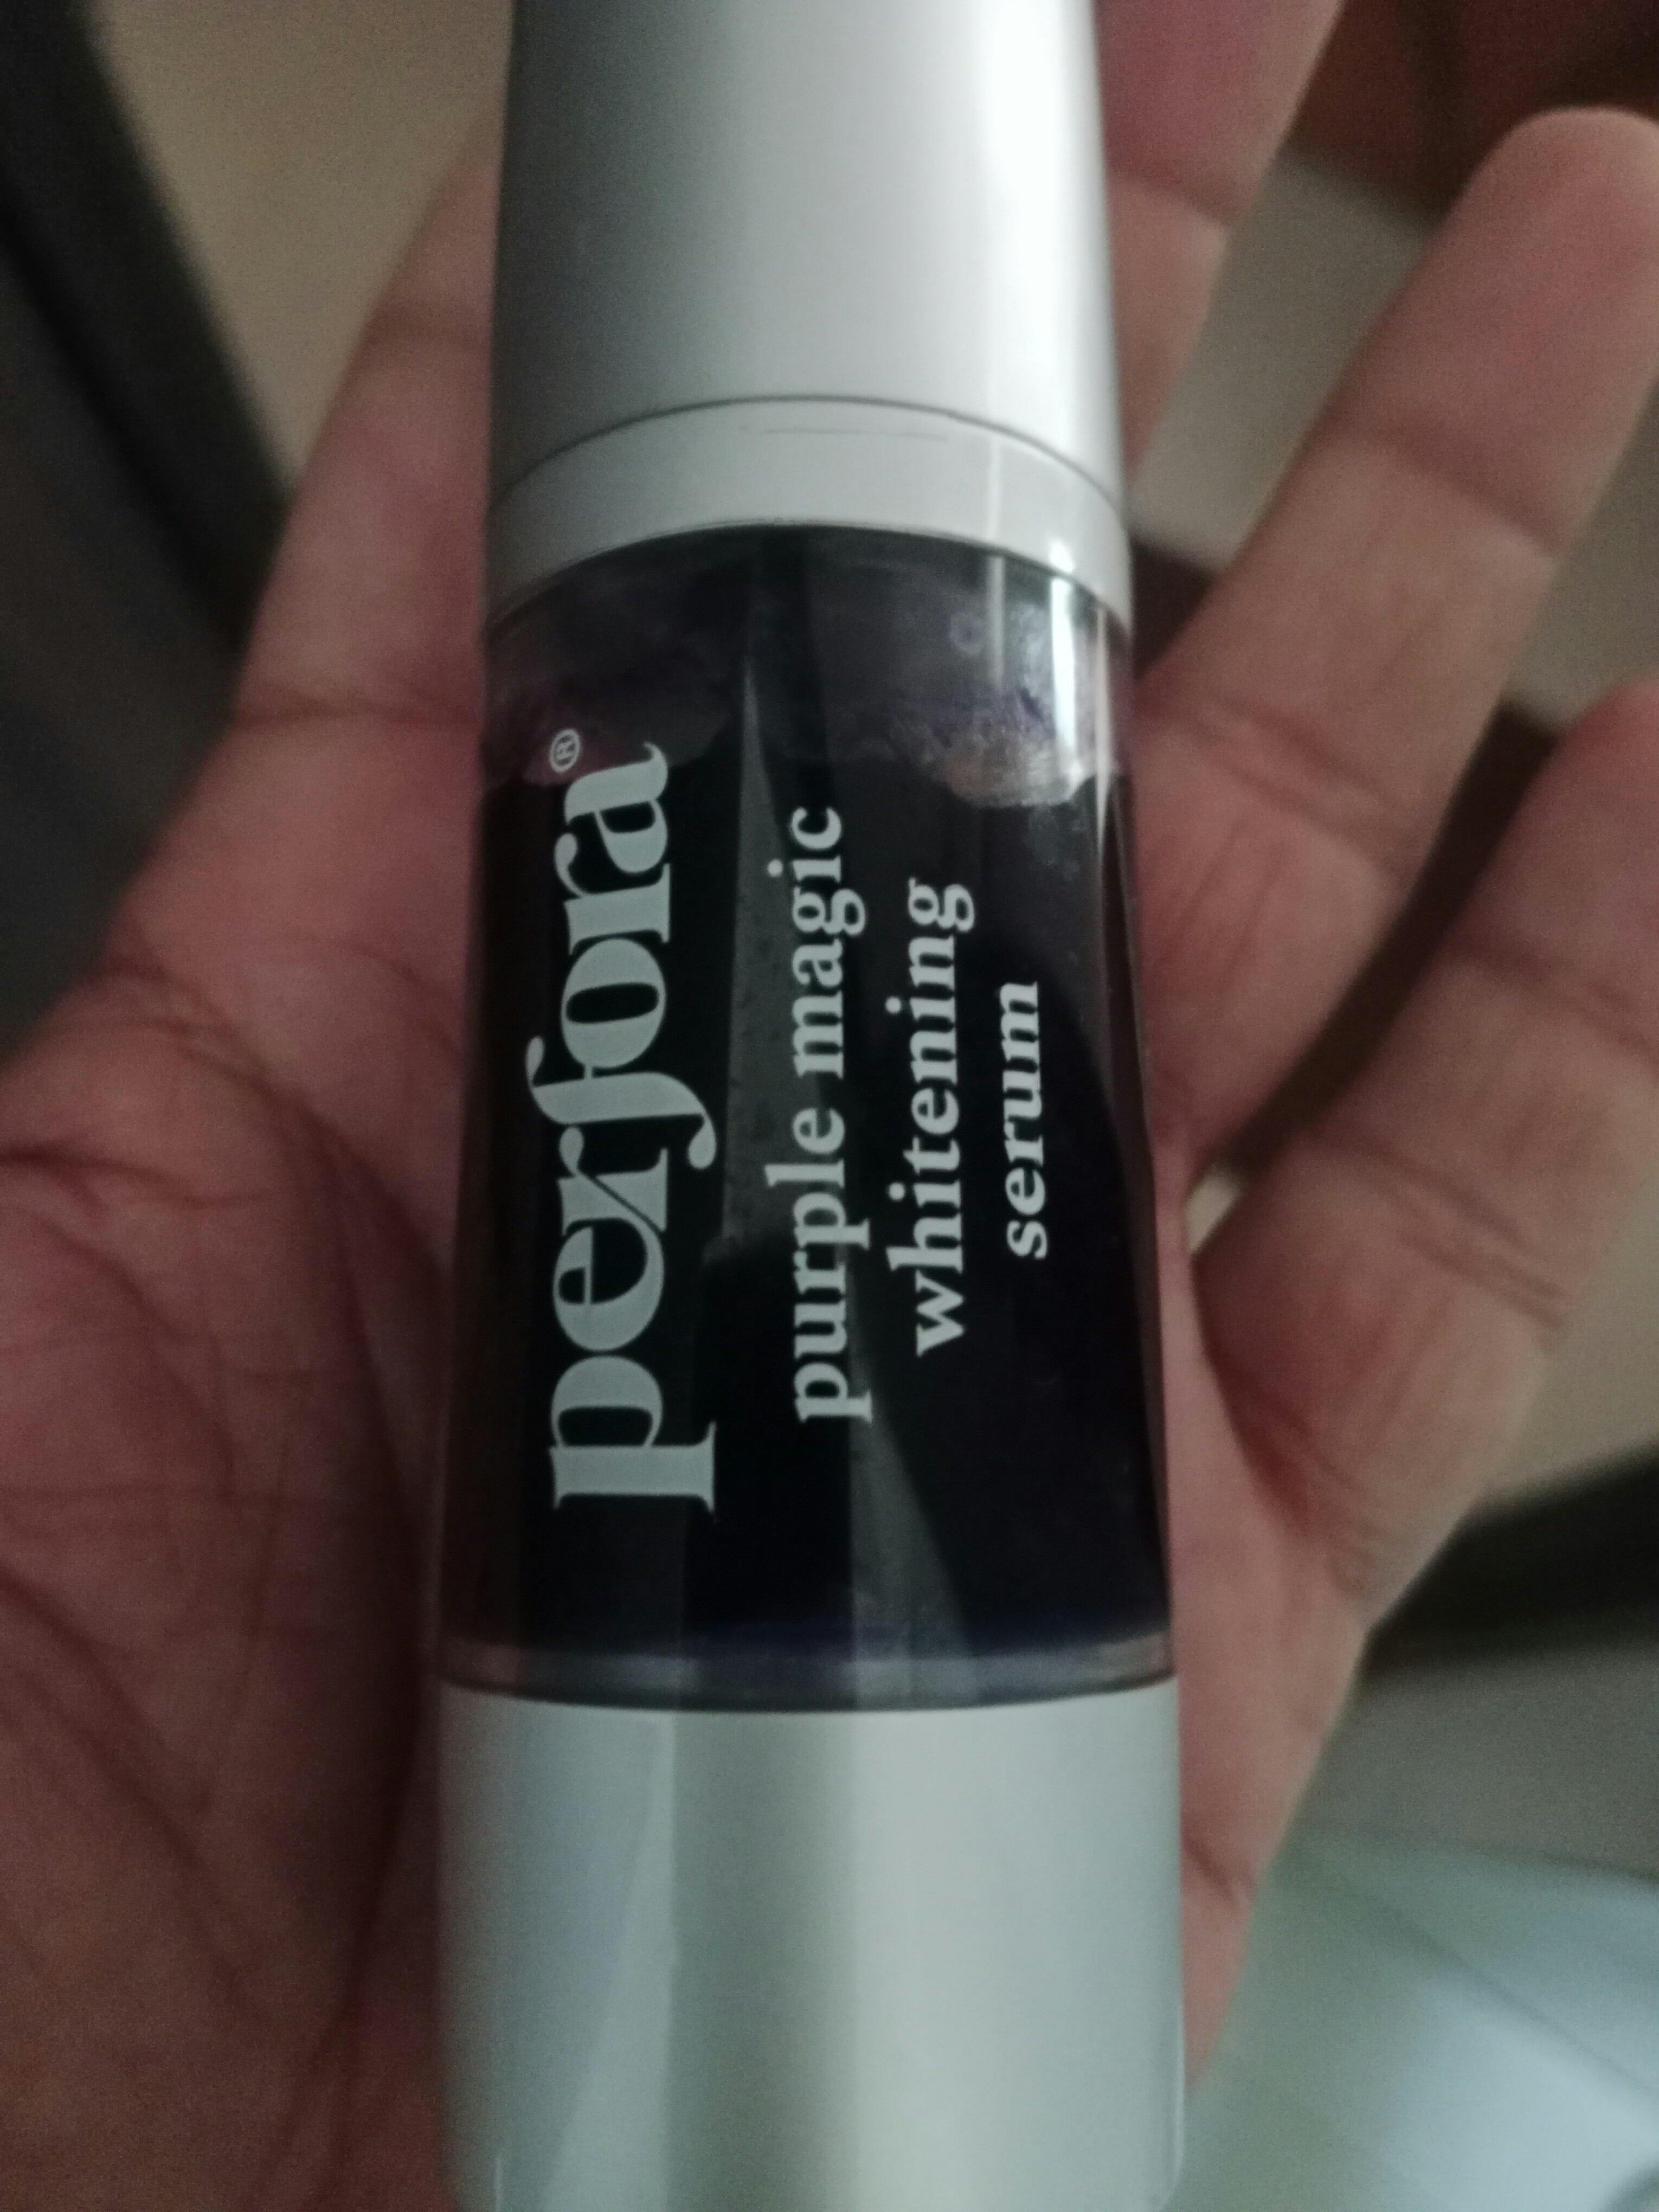 perfora®
purple magic
whitening
serum